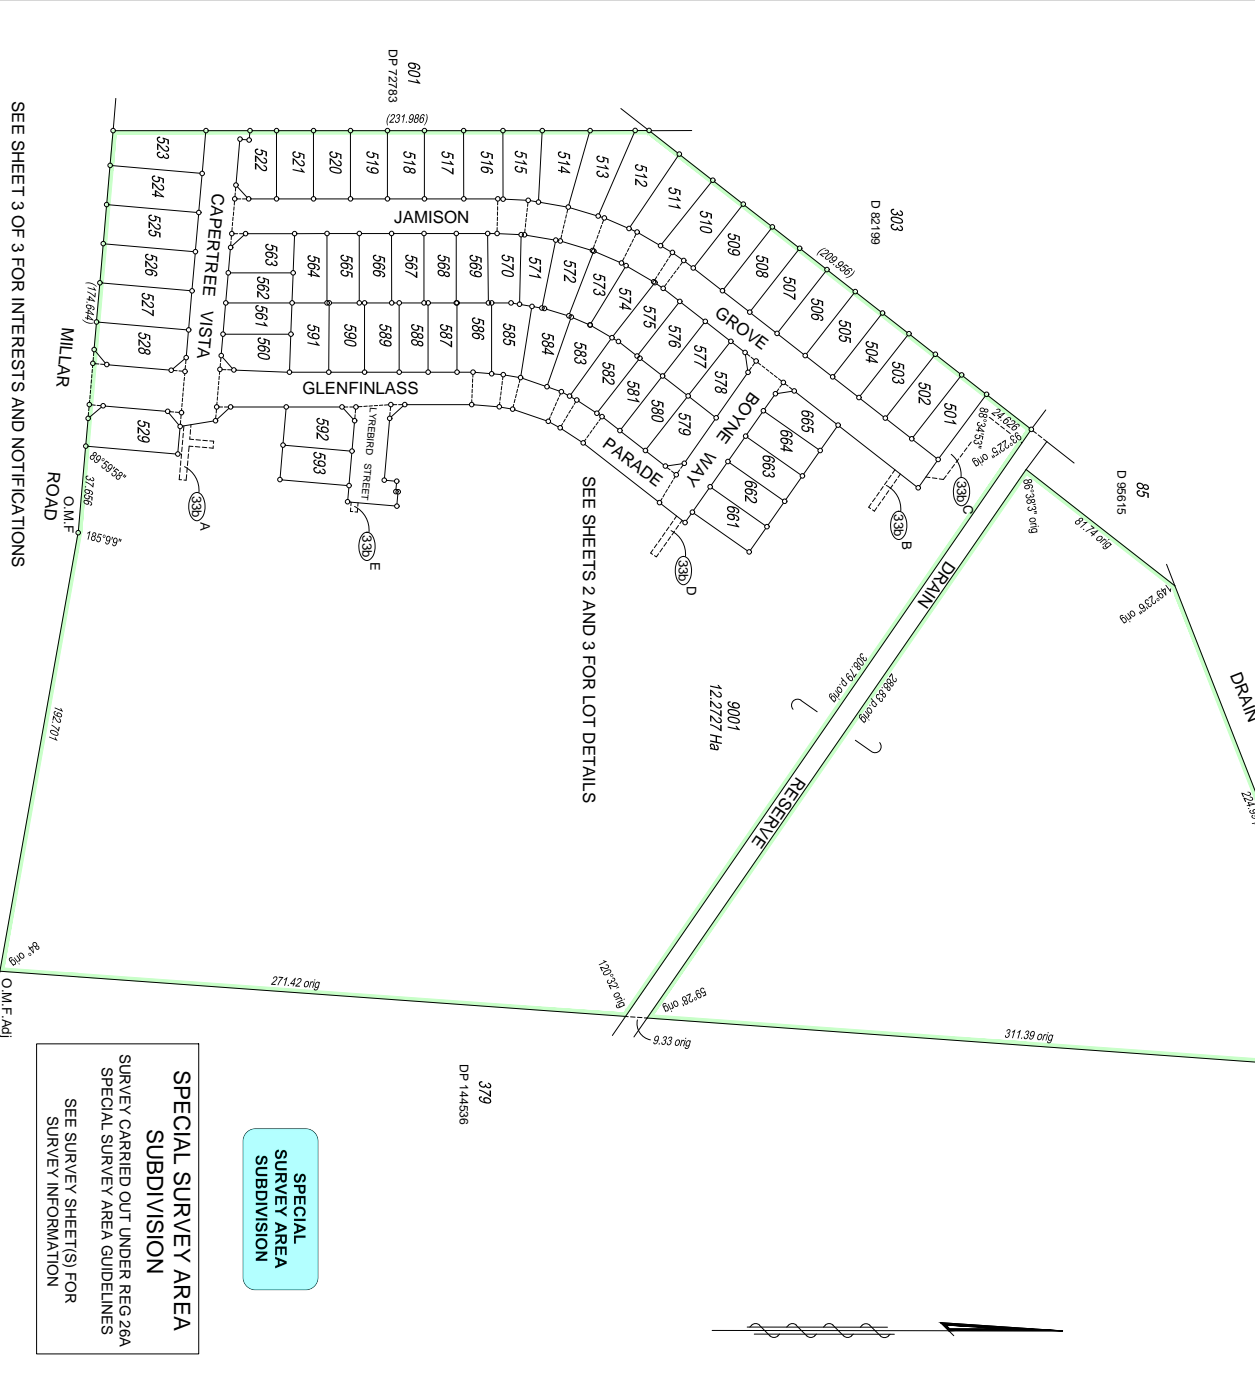 601
DP 72783
(231.986)
303
D 82199
(209.956)
85
D 95615
81.74 orig
149°23'6" orig
86°38'3" orig
93°22'5" orig
24.626
88°34'53"
DRAIN
523
524
525
526
527
528
529
522
521
520
519
518
517
516
515
514
513
512
511
510
509
508
507
506
505
504
503
502
501
CAPERTREE VISTA
JAMISON
GROVE
563
562
561
560
564
565
566
567
568
569
570
571
572
573
574
575
576
577
578
591
590
589
588
587
586
585
584
583
582
581
580
579
BOYNE WAY
665
664
663
662
661
GLENFINLASS
PARADE
592
593
LYREBIRD STREET
33b A
33b B
33b C
33b D
33b E
(174.644)
MILLAR
ROAD
O.M.F
89°59'58"
37.656
185°9'9"
192.701
84° orig
O.M.F.Adj
SEE SHEET 3 OF 3 FOR INTERESTS AND NOTIFICATIONS
SEE SHEETS 2 AND 3 FOR LOT DETAILS
9001
12.2727 Ha
DRAIN
RESERVE
308.79 p.orig
288.83 p.orig
271.42 orig
120°32' orig
59°28' orig
9.33 orig
311.39 orig
379
DP 144536
SPECIAL
SURVEY AREA
SUBDIVISION
SPECIAL SURVEY AREA
SUBDIVISION
SURVEY CARRIED OUT UNDER REG 26A
SPECIAL SURVEY AREA GUIDELINES
SEE SURVEY SHEET(S) FOR
SURVEY INFORMATION